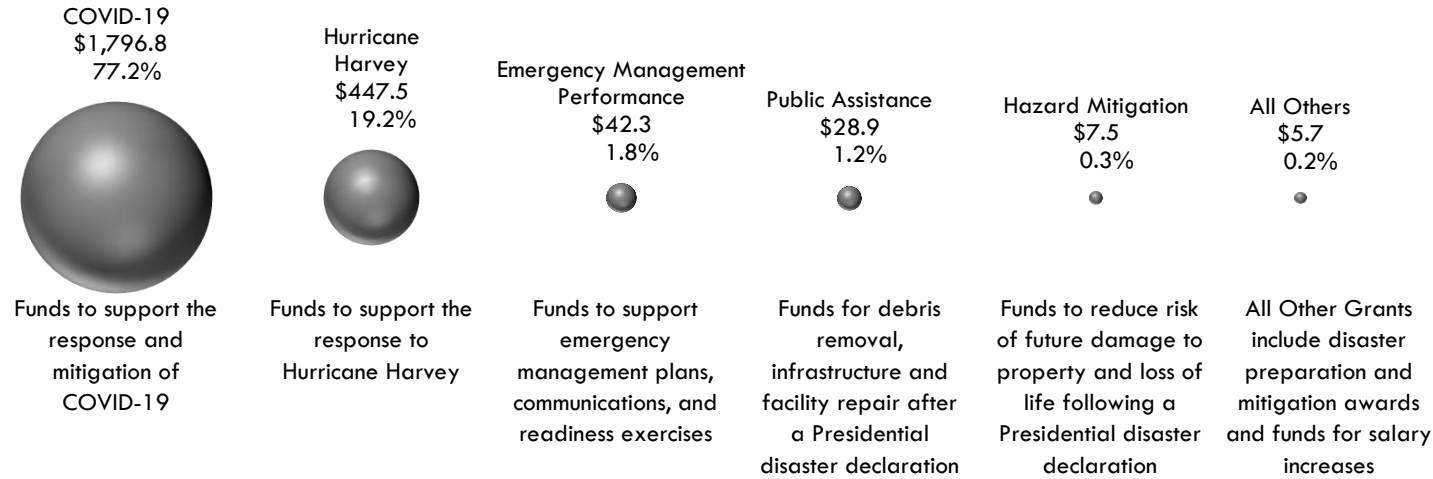 COVID-19
$1,796.8
77.2%
Funds to support the
response and
mitigation of
COVID-19
Hurricane
Harvey
$447.5
19.2%
Funds to support the
response to
Hurricane Harvey
Emergency Management
Performance
$42.3
1.8%
Funds to support
emergency
management plans,
communications, and
readiness exercises
Public Assistance
$28.9
1.2%
Funds for debris
removal,
infrastructure and
facility repair after
a Presidential
disaster declaration
Hazard Mitigation
$7.5
0.3%
Funds to reduce risk
of future damage to
property and loss of
life following a
Presidential disaster
declaration
All Others
$5.7
0.2%
All Other Grants
include disaster
preparation and
mitigation awards
and funds for salary
increases